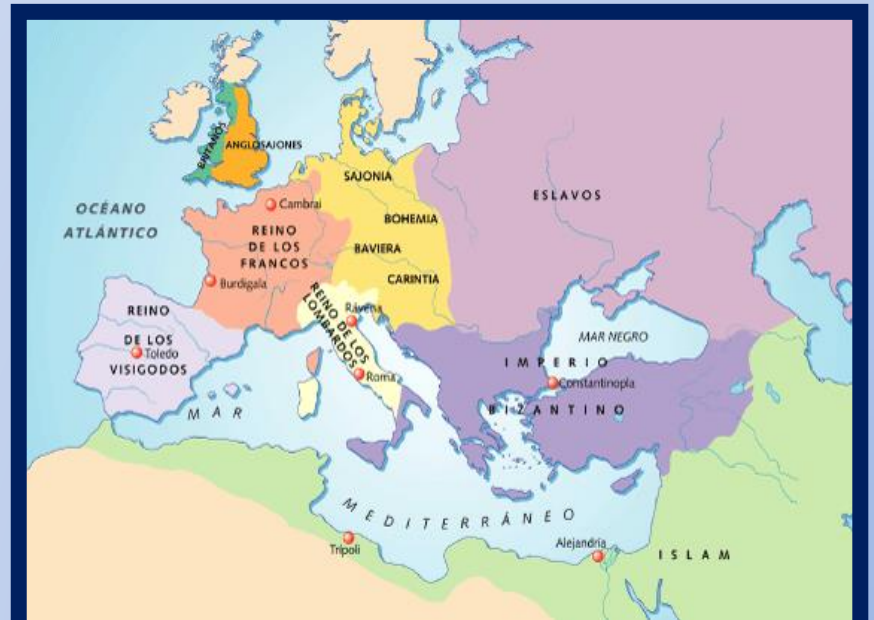 BRITANOS
ANGLOSAJONES
SAJONIA
ESLAVOS
OCÉANO
ATLÁNTICO
Cambrai
BOHEMIA
REINO
DE LOS
FRANCOS
BAVIERA
CARINTIA
Burdigala
REINO DE LOS
LOMBARDOS
Rávena
REINO
DE LOS
Toledo
VISIGODOS
MAR NEGRO
IMPERIO
Roma
Constantinopla
BIZANTINO
MAR
MEDITERRÁNEO
Trípoli
Alejandría
ISLAM